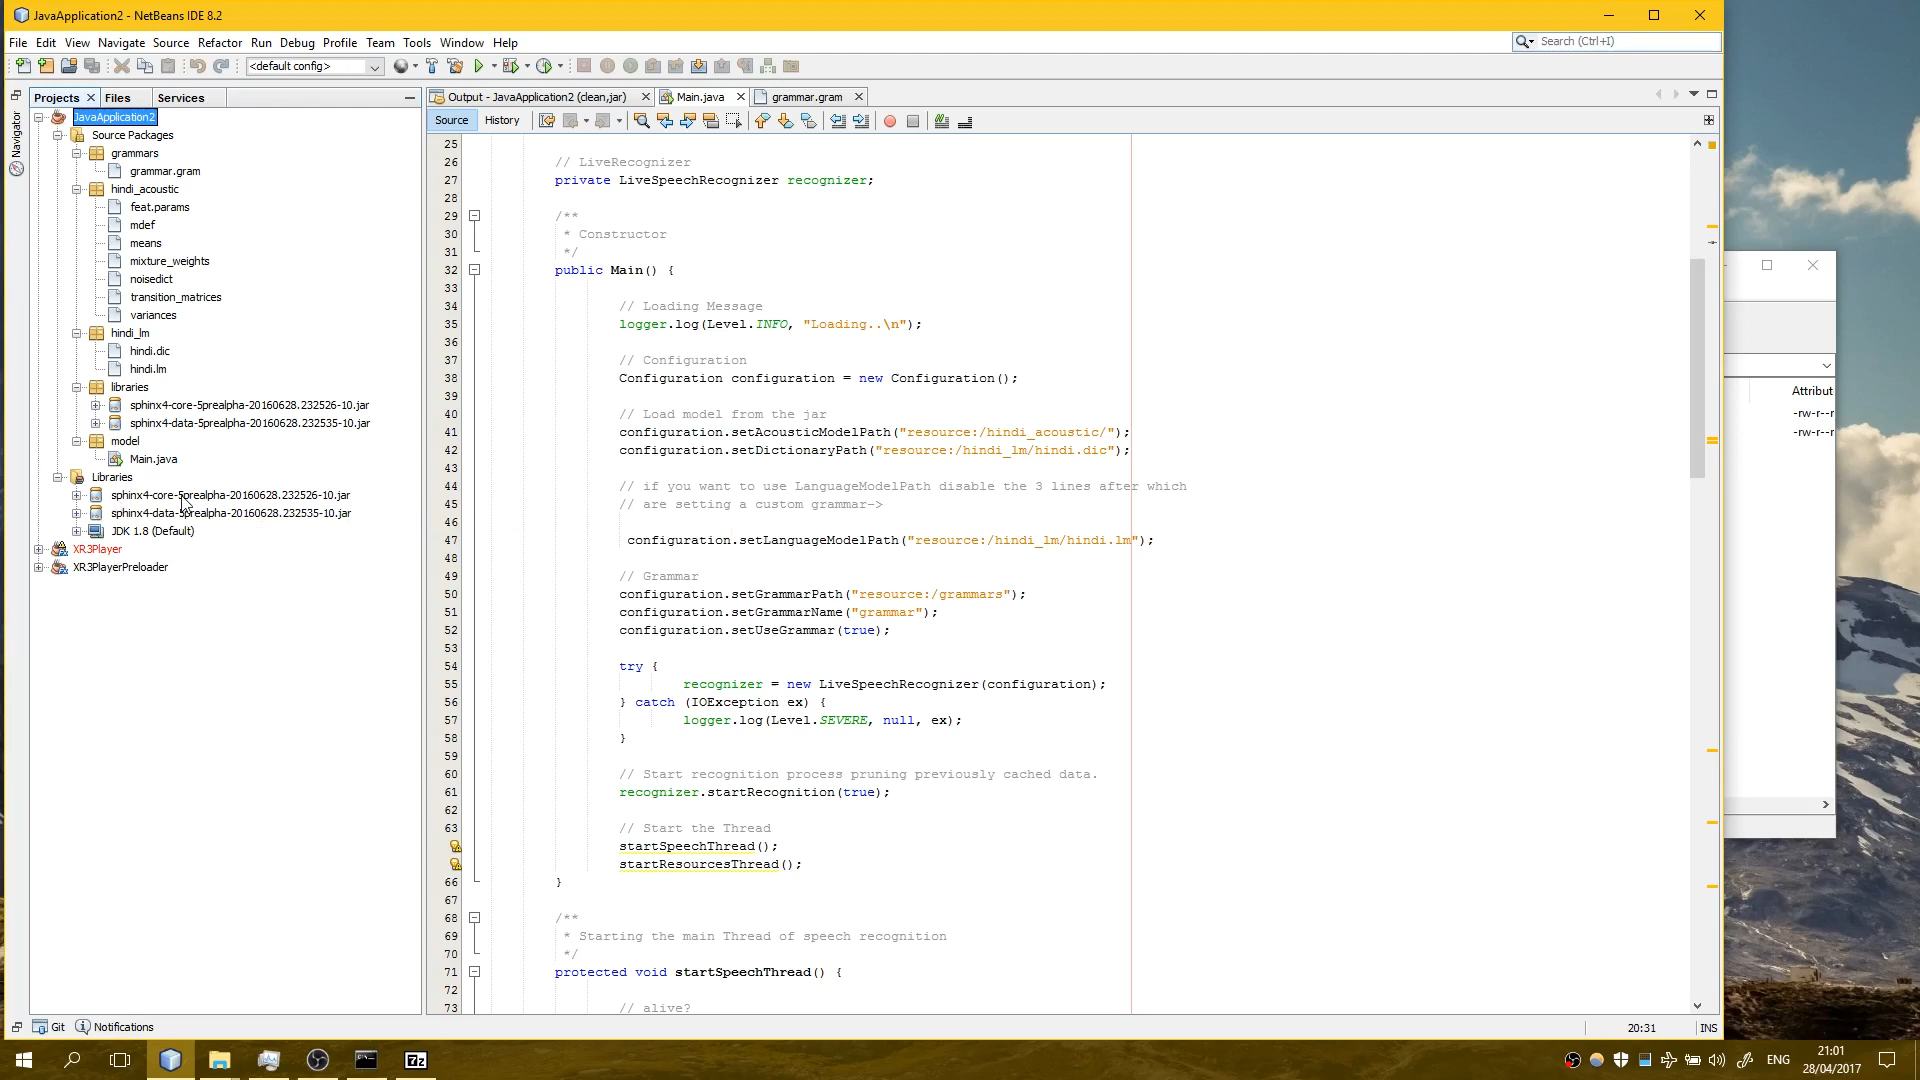 JavaApplication2 - NetBeans IDE 8.2
File Edit View Navigate Source Refactor Run Debug Profile Team Tools Window Help
Search (Ctrl+I)
<default config>
Projects Files Services
Output - JavaApplication2 (clean,jar) Main.java grammar.gram
Source History
Navigator
JavaApplication2
Source Packages
grammars
grammar.gram
hindi_acoustic
feat.params
mdef
means
mixture_weights
noisedict
transition_matrices
variances
hindi_lm
hindi.dic
hindi.lm
libraries
sphinx4-core-5prealpha-20160628.232526-10.jar
sphinx4-data-5prealpha-20160628.232535-10.jar
model
Main.java
Libraries
sphinx4-core-5prealpha-20160628.232526-10.jar
sphinx4-data-5prealpha-20160628.232535-10.jar
JDK 1.8 (Default)
XR3Player
XR3PlayerPreloader
25
26 // LiveRecognizer
27 private LiveSpeechRecognizer recognizer;
28
29 /**
30 * Constructor
31 */
32 public Main() {
33
34 // Loading Message
35 logger.log(Level.INFO, "Loading..\n");
36
37 // Configuration
38 Configuration configuration = new Configuration();
39
40 // Load model from the jar
41 configuration.setAcousticModelPath("resource:/hindi_acoustic/");
42 configuration.setDictionaryPath("resource:/hindi_lm/hindi.dic");
43
44 // if you want to use LanguageModelPath disable the 3 lines after which
45 // are setting a custom grammar->
46
47 configuration.setLanguageModelPath("resource:/hindi_lm/hindi.lm");
48
49 // Grammar
50 configuration.setGrammarPath("resource:/grammars");
51 configuration.setGrammarName("grammar");
52 configuration.setUseGrammar(true);
53
54 try {
55 recognizer = new LiveSpeechRecognizer(configuration);
56 } catch (IOException ex) {
57 logger.log(Level.SEVERE, null, ex);
58 }
59
60 // Start recognition process pruning previously cached data.
61 recognizer.startRecognition(true);
62
63 // Start the Thread
startSpeechThread();
startResourcesThread();
66 }
67
68 /**
69 * Starting the main Thread of speech recognition
70 */
71 protected void startSpeechThread() {
72
73 // alive?
Attribut
-rw-r--r
-rw-r--r
Git Notifications
20:31 INS
7z
ENG
21:01
28/04/2017